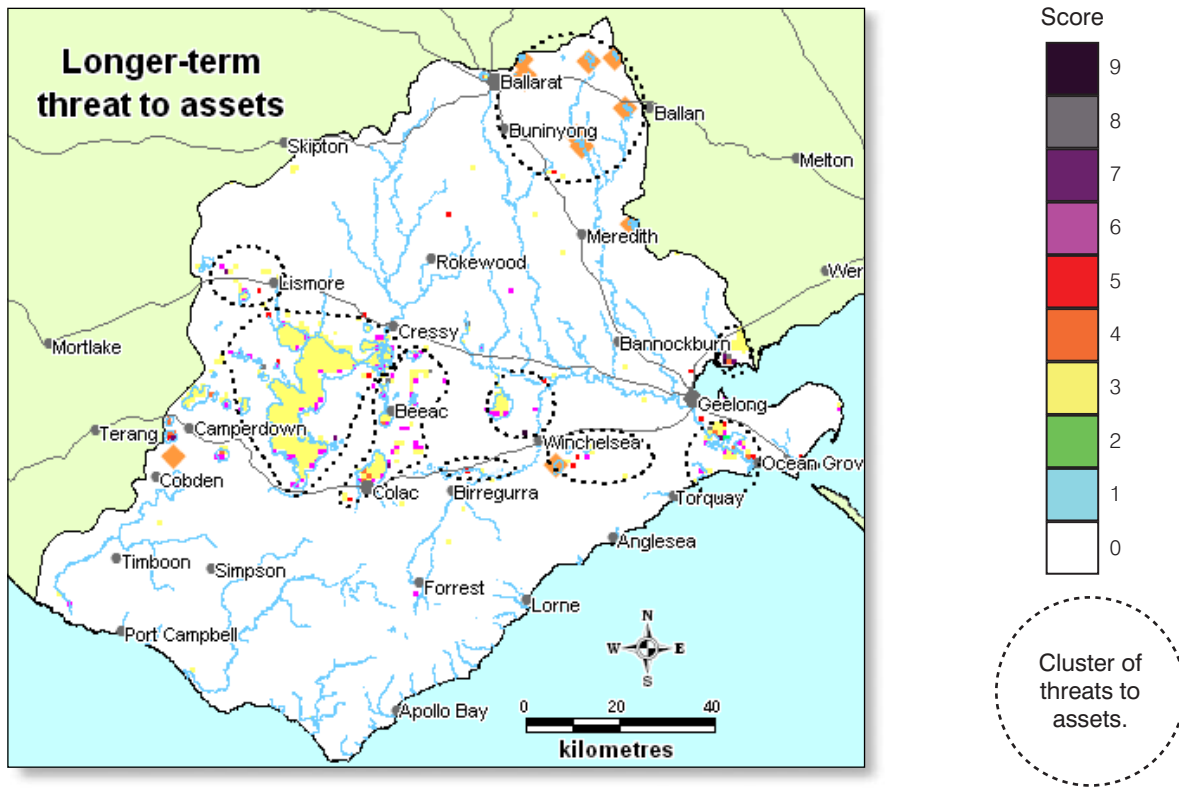 Longer-term
threat to assets
Ballarat
Ballan
Buninyong
Skipton
Melton
Meredith
Rokewood
Wer
Lismore
Cressy
Mortlake
Bannockburn
Beeac
Geelong
Terang
Camperdown
Winchelsea
Ocean Grov
Cobden
Colac
Birregurra
Torquay
Anglesea
Timboon
Simpson
Forrest
Lorne
Port Campbell
Apollo Bay
N
W E
S
0 20 40
kilometres
Score
9
8
7
6
5
4
3
2
1
0
Cluster of
threats to
assets.